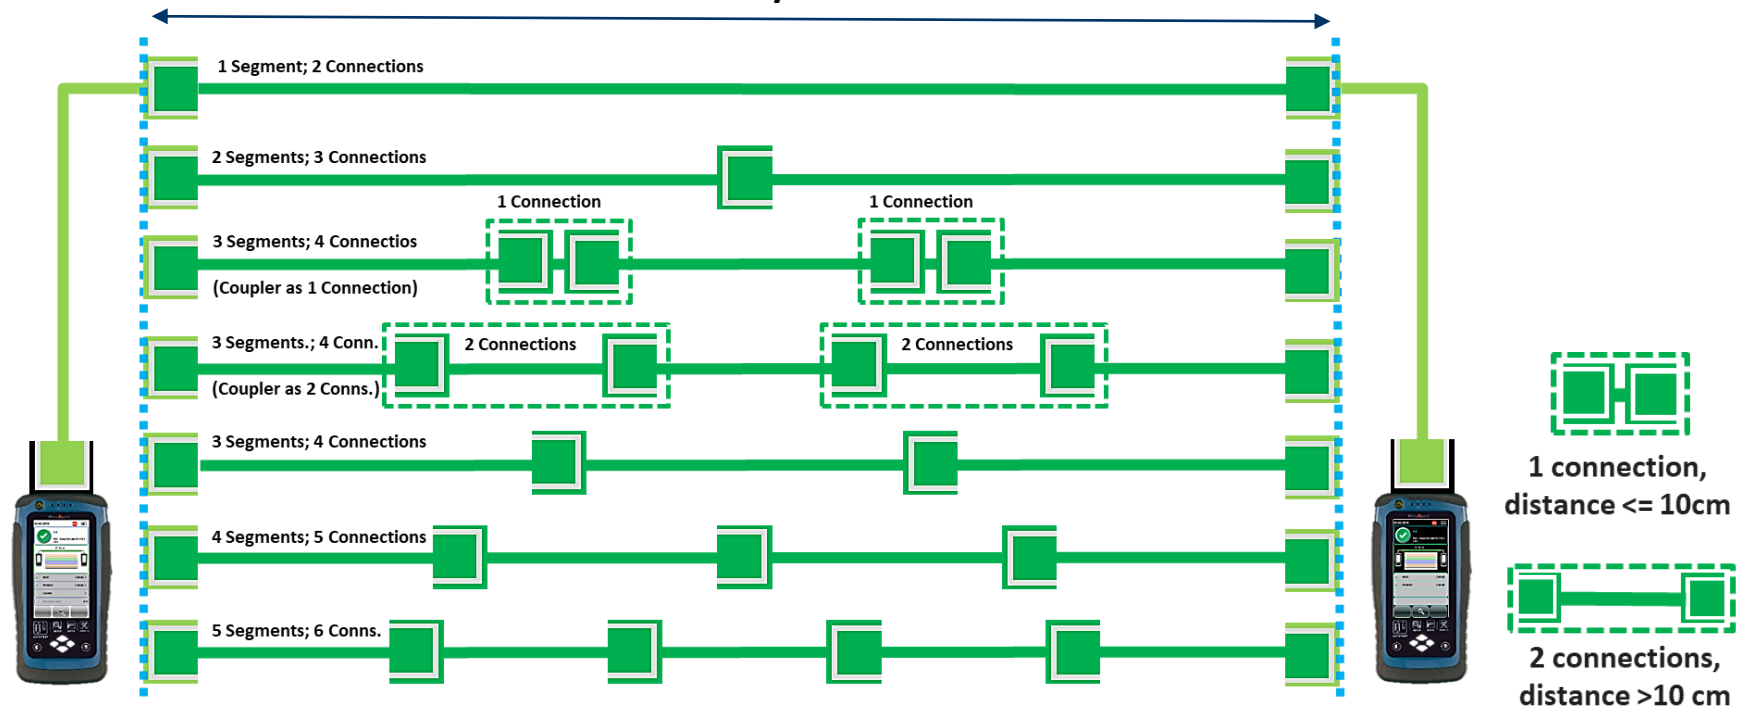 1 Segment; 2 Connections
2 Segments; 3 Connections
1 Connection
1 Connection
3 Segments; 4 Connectios
(Coupler as 1 Connection)
3 Segments.; 4 Conn.
2 Connections
2 Connections
(Coupler as 2 Conns.)
3 Segments; 4 Connections
4 Segments; 5 Connections
5 Segments; 6 Conns.
1 connection,
distance <= 10cm
2 connections,
distance >10 cm